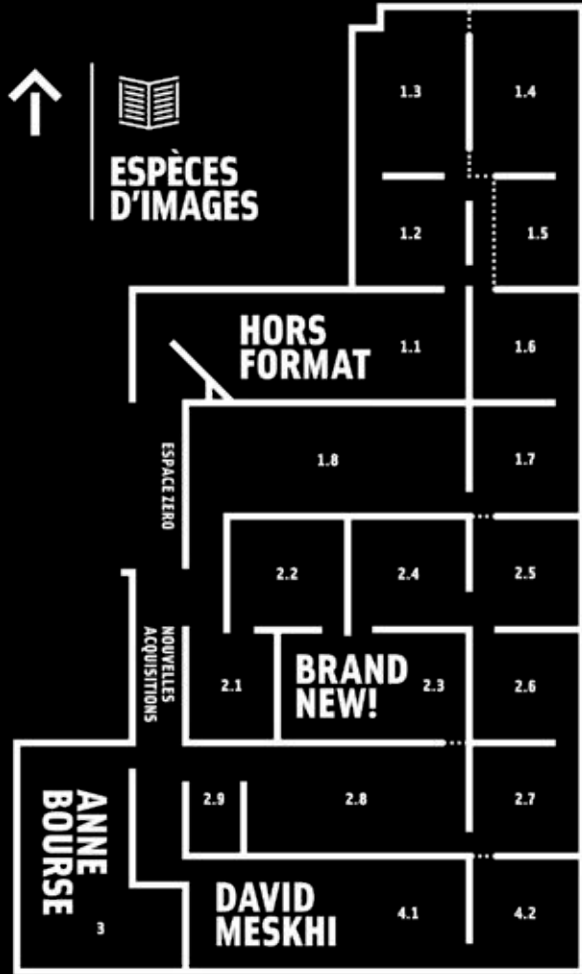 1.3
1.4
ESPÈCES
D'IMAGES
1.2
1.5
HORS
FORMAT
1.1
1.6
ESPACE ZERO
1.8
1.7
2.2
2.4
2.5
NOUVELLES
ACQUISITIONS
2.1
BRAND
NEW!
2.3
2.6
ANNE
BOURSE
3
2.9
2.8
2.7
DAVID
MESKHI
4.1
4.2